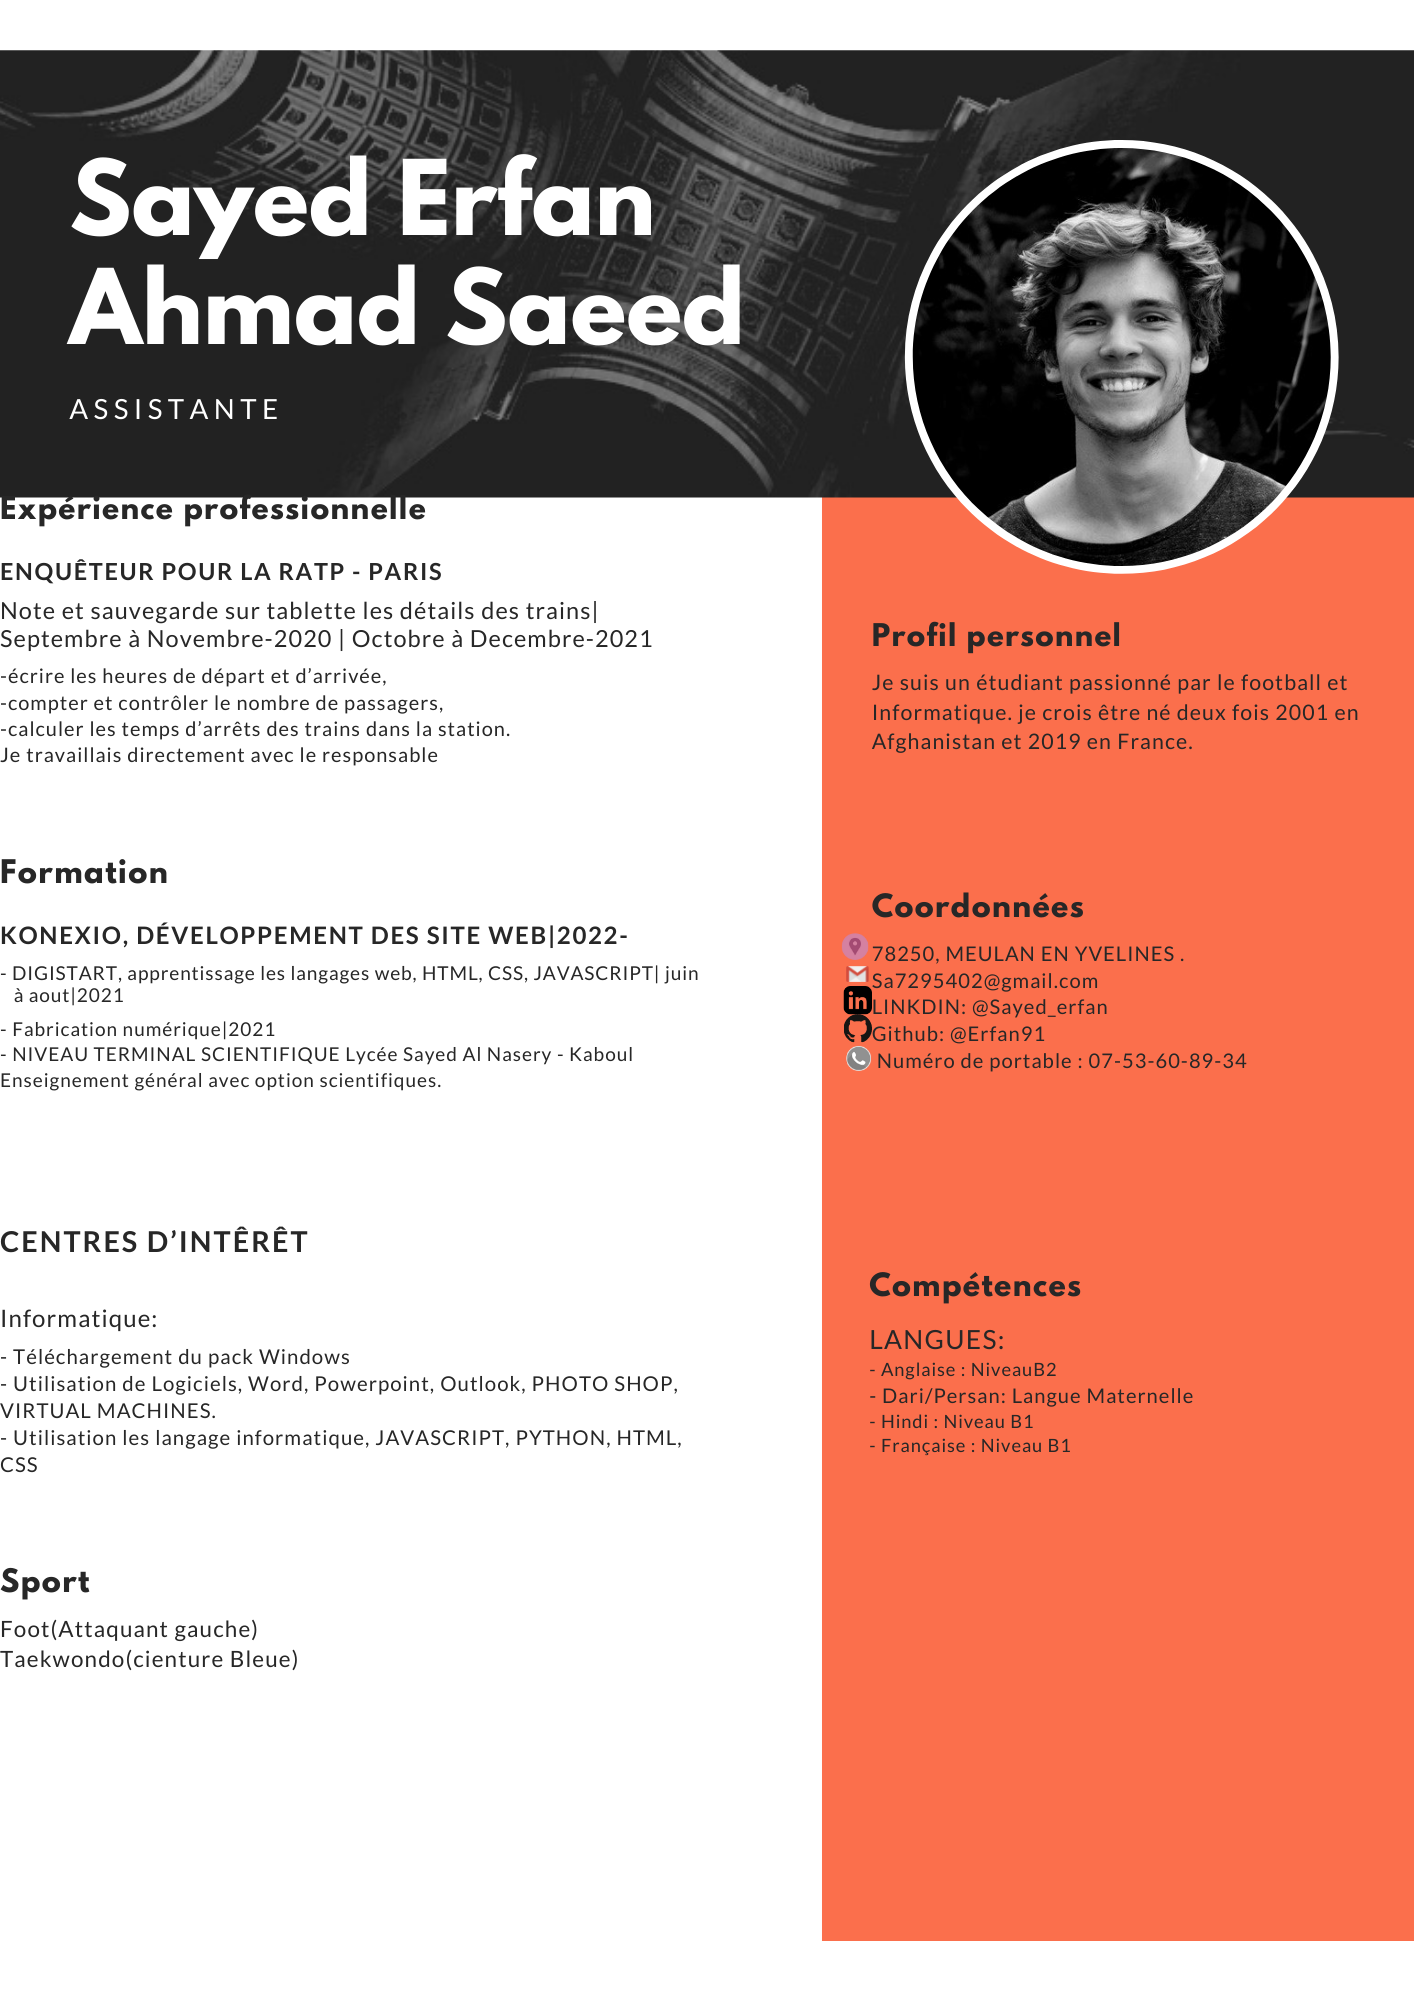 Sayed Erfan
Ahmad Saeed
ASSISTANTE
Expérience professionnelle
ENQUÊTEUR POUR LA RATP - PARIS
Note et sauvegarde sur tablette les détails des trains|
Septembre à Novembre-2020 | Octobre à Decembre-2021
-écrire les heures de départ et d’arrivée,
-compter et contrôler le nombre de passagers,
-calculer les temps d’arrêts des trains dans la station.
Je travaillais directement avec le responsable
Formation
KONEXIO, DÉVELOPPEMENT DES SITE WEB|2022-
- DIGISTART, apprentissage les langages web, HTML, CSS, JAVASCRIPT| juin
à aout|2021
- Fabrication numérique|2021
- NIVEAU TERMINAL SCIENTIFIQUE Lycée Sayed Al Nasery - Kaboul
Enseignement général avec option scientifiques.
CENTRES D’INTÊRÊT
Informatique:
- Téléchargement du pack Windows
- Utilisation de Logiciels, Word, Powerpoint, Outlook, PHOTO SHOP,
VIRTUAL MACHINES.
- Utilisation les langage informatique, JAVASCRIPT, PYTHON, HTML,
CSS
Sport
Foot(Attaquant gauche)
Taekwondo(cienture Bleue)
Profil personnel
Je suis un étudiant passionné par le football et
Informatique. je crois être né deux fois 2001 en
Afghanistan et 2019 en France.
Coordonnées
78250, MEULAN EN YVELINES .
Sa7295402@gmail.com
LINKDIN: @Sayed_erfan
Github: @Erfan91
Numéro de portable : 07-53-60-89-34
Compétences
LANGUES:
- Anglaise : NiveauB2
- Dari/Persan: Langue Maternelle
- Hindi : Niveau B1
- Française : Niveau B1